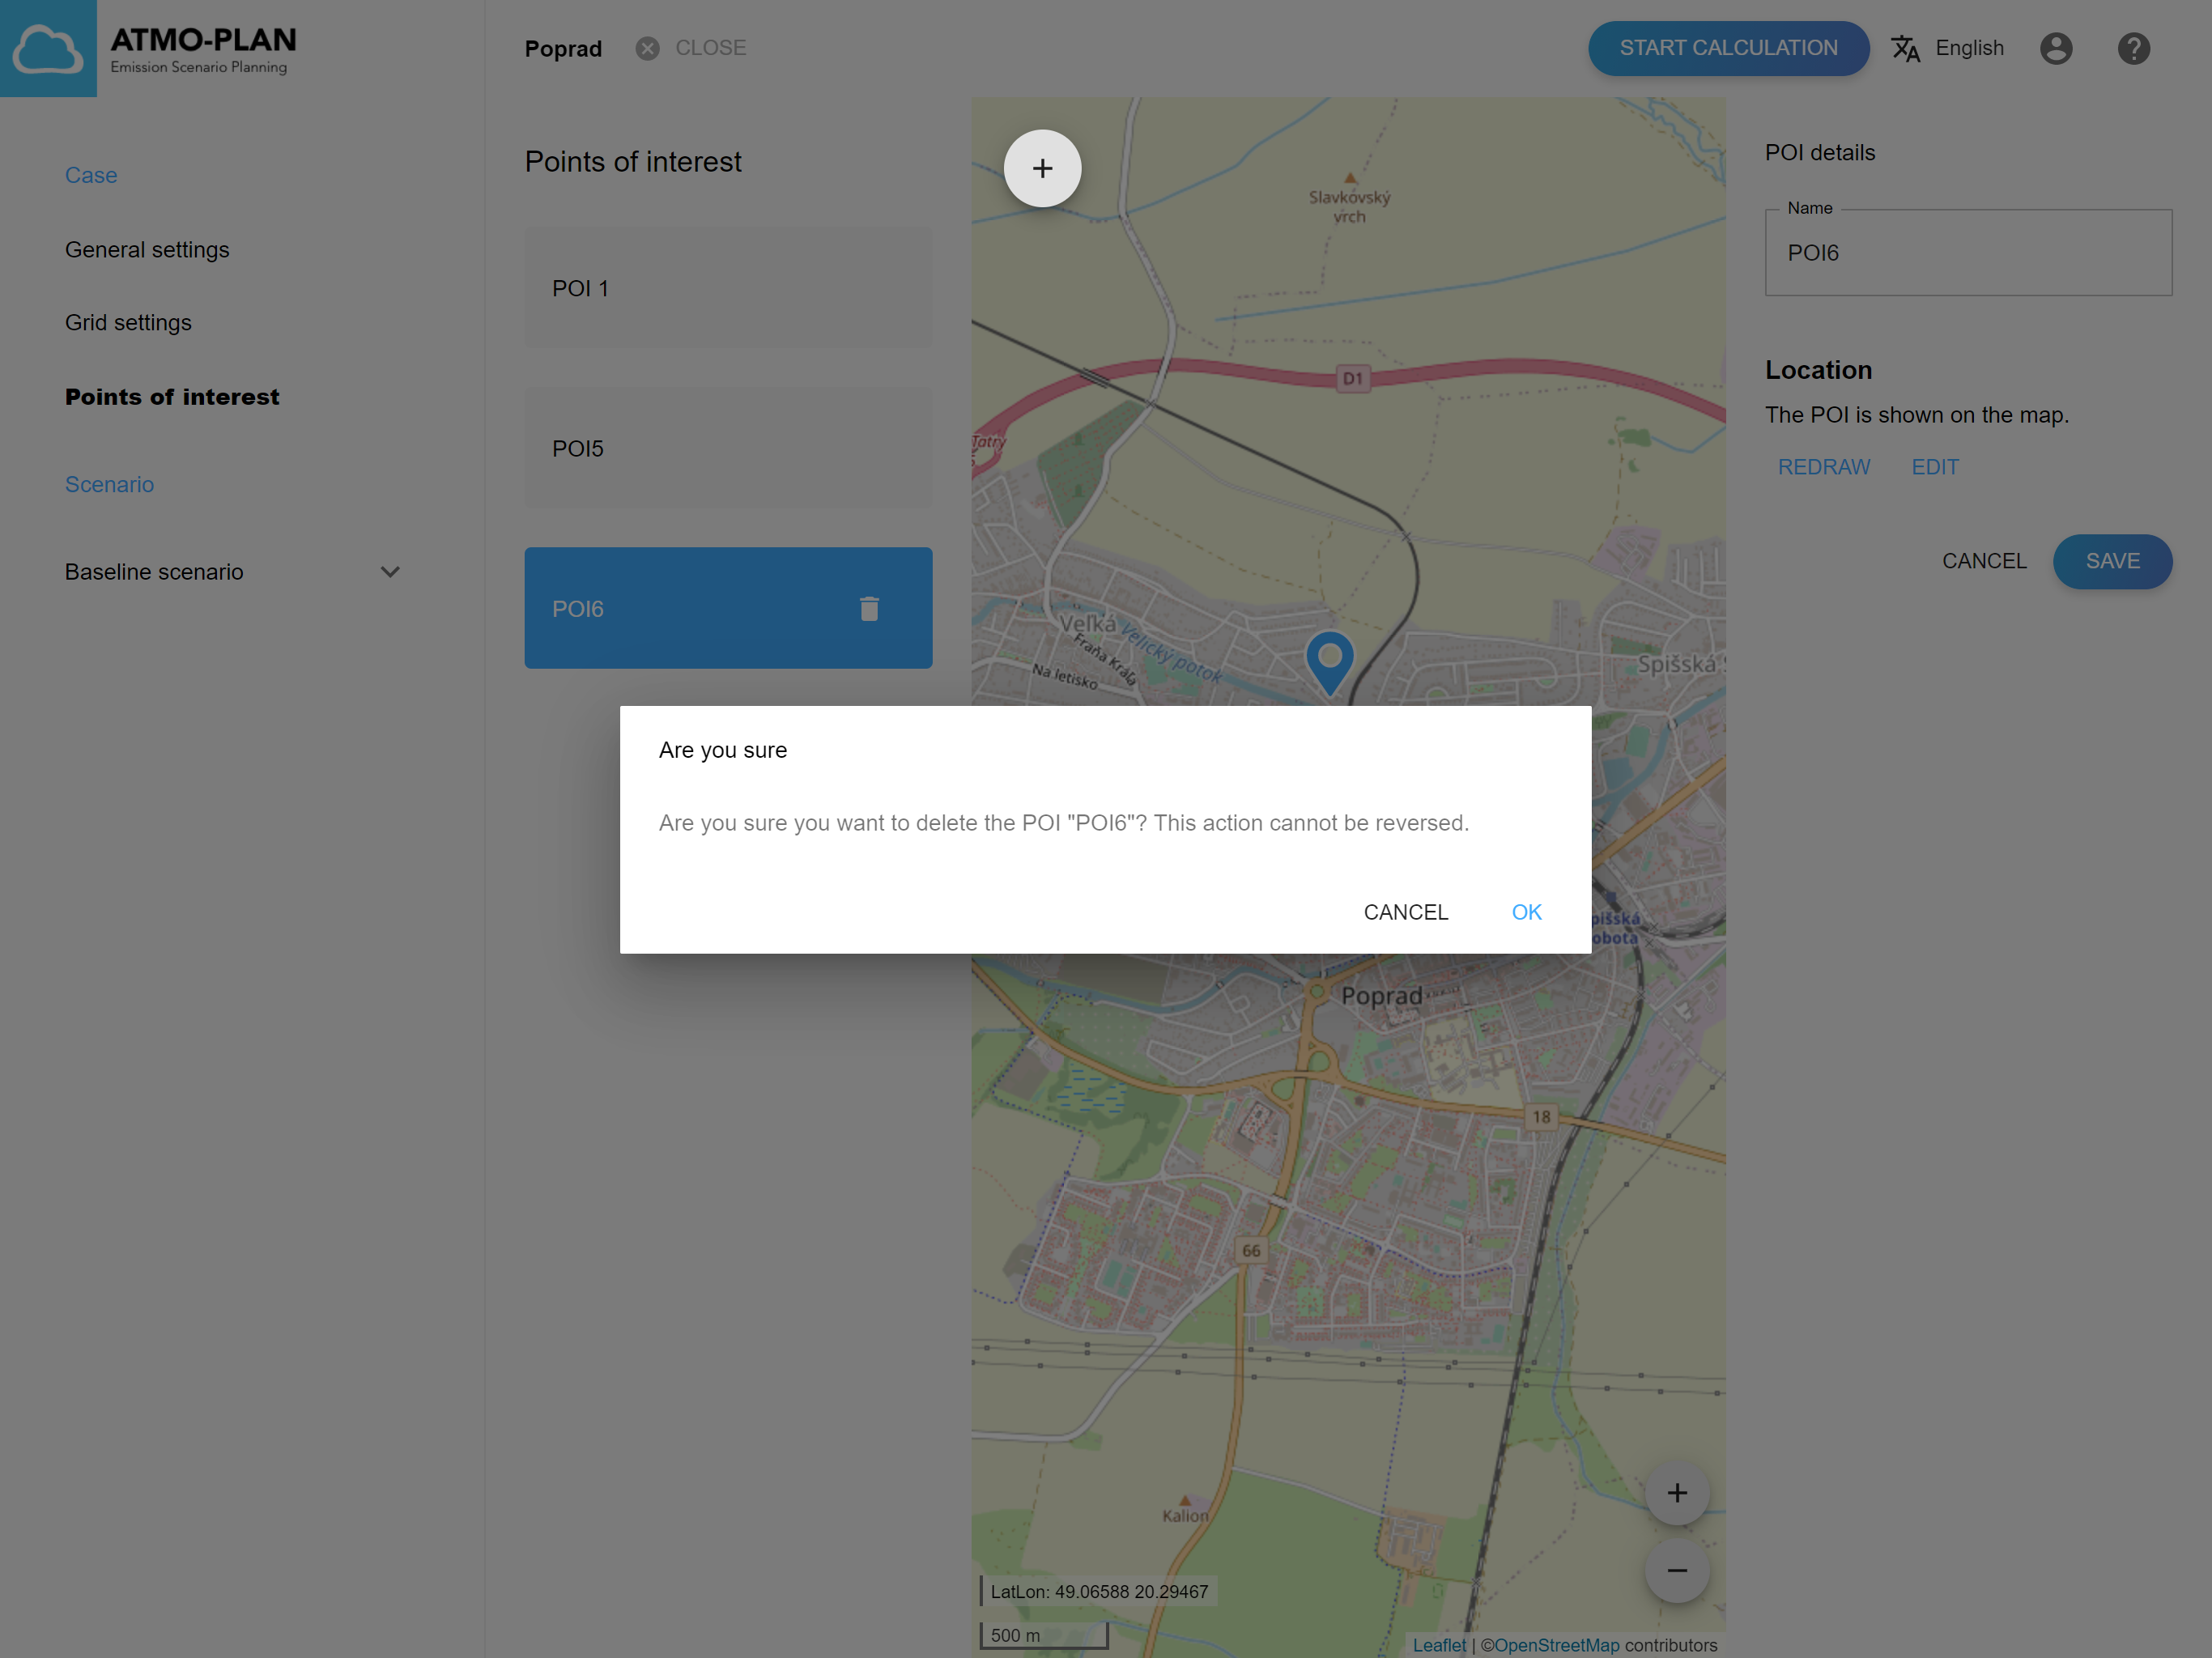 ATMO-PLAN
Emission Scenario Planning
Poprad
CLOSE
START CALCULATION
English
Case
General settings
Grid settings
Points of interest
Scenario
Baseline scenario
Points of interest
POI 1
POI5
POI6
Slavkovský
vrch
D1
Tatry
Veľká
Velický potok
Fraňa Kráľa
Na letisko
Spišská
Poprad
18
66
Kalion
LatLon: 49.06588 20.29467
500 m
Leaflet | ©OpenStreetMap contributors
POI details
Name
POI6
Location
The POI is shown on the map.
REDRAW EDIT
CANCEL SAVE
Are you sure
Are you sure you want to delete the POI "POI6"? This action cannot be reversed.
CANCEL OK